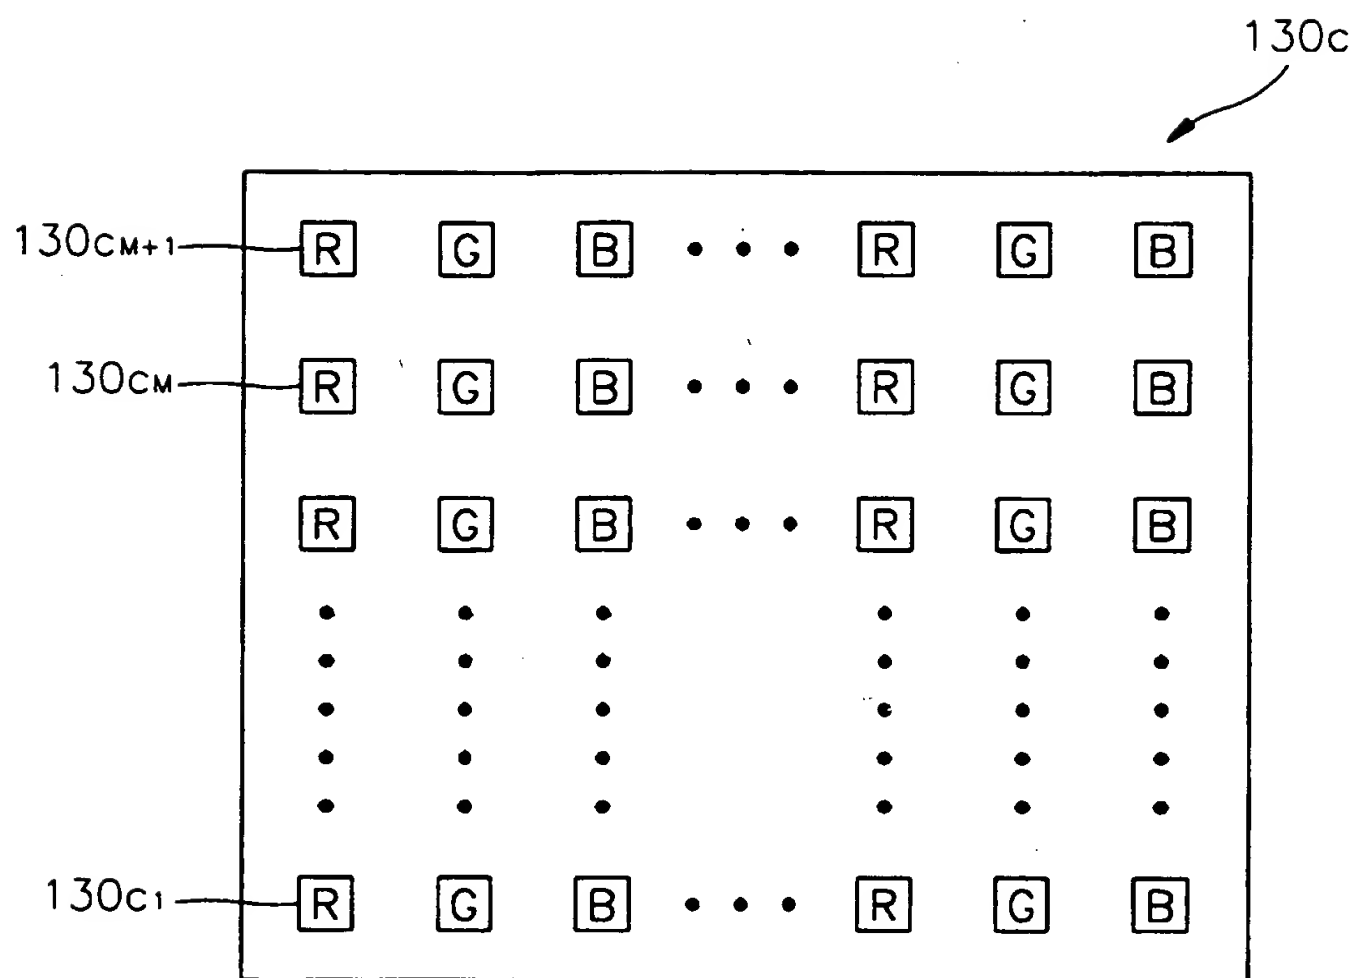 130c
130cM+1 R G B • • • R G B
130cM R G B • • • R G B
R G B • • • R G B
130c1 R G B • • • R G B